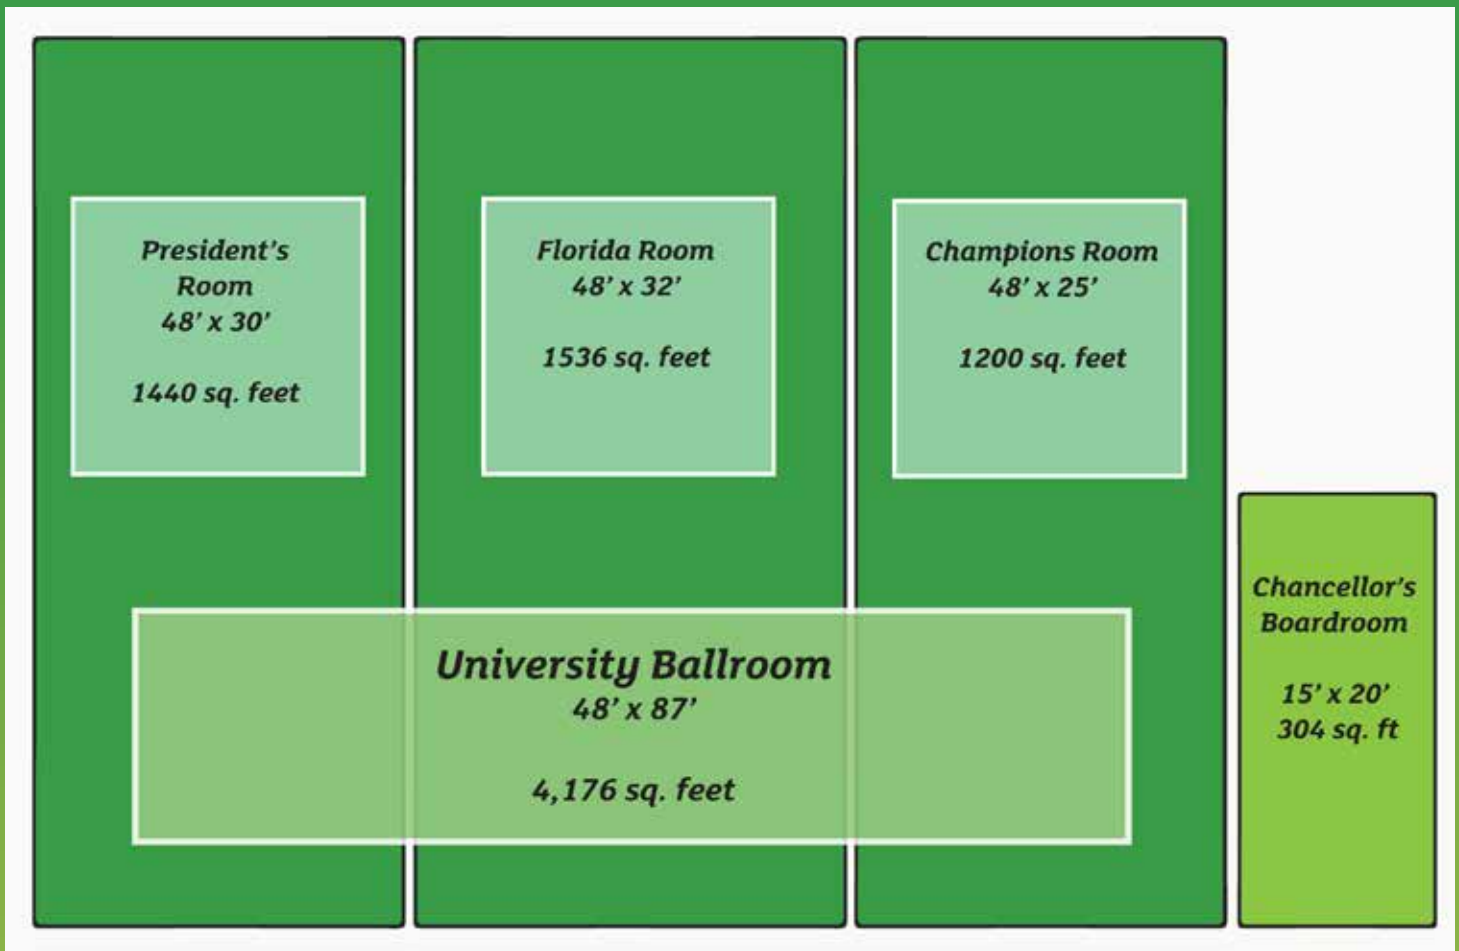 President’s
Room
48’ x 30’
1440 sq. feet
Florida Room
48’ x 32’
1536 sq. feet
Champions Room
48’ x 25’
1200 sq. feet
University Ballroom
48’ x 87’
4,176 sq. feet
Chancellor’s
Boardroom
15’ x 20’
304 sq. ft